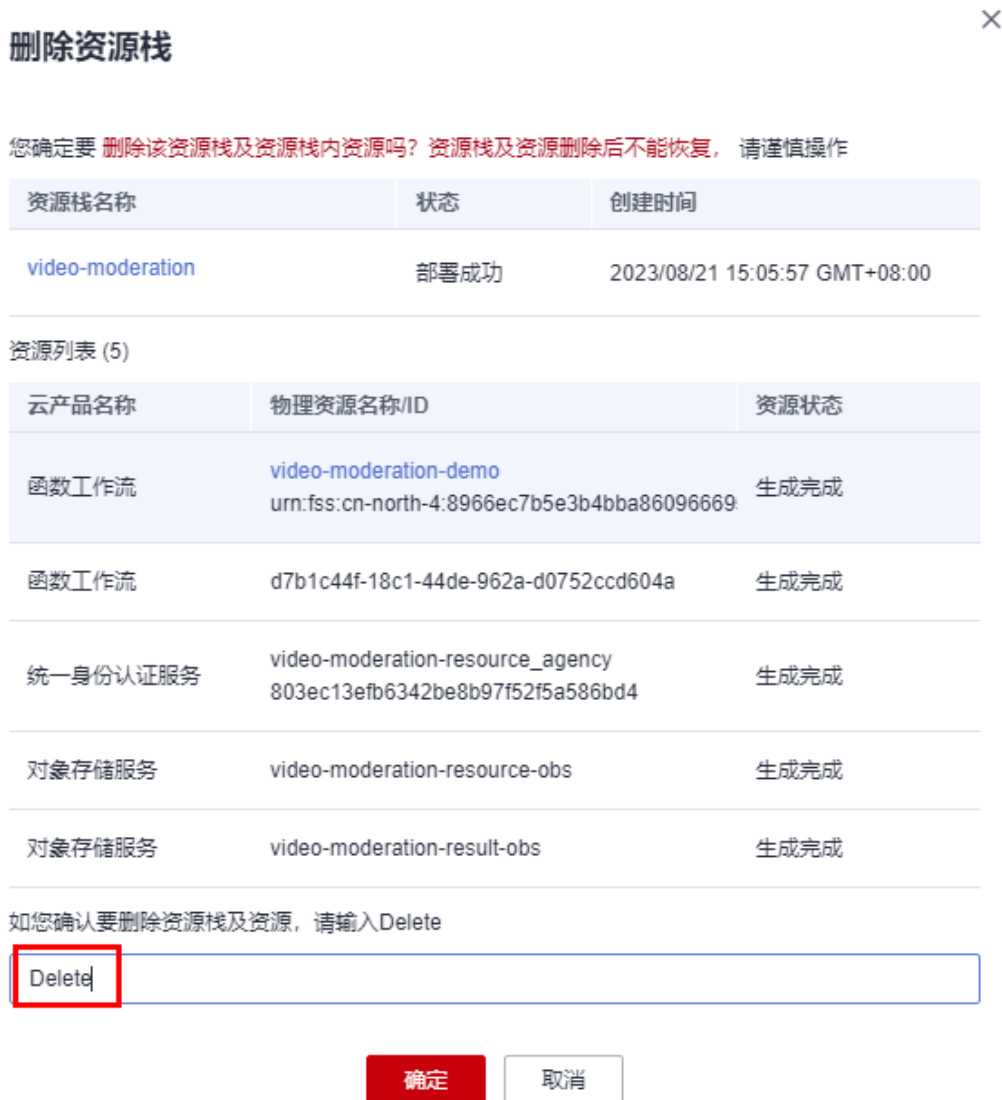 删除资源栈
您确定要 删除该资源栈及资源栈内资源吗？资源栈及资源删除后不能恢复， 请谨慎操作
资源栈名称 状态 创建时间
video-moderation 部署成功 2023/08/21 15:05:57 GMT+08:00
资源列表 (5)
云产品名称 物理资源名称/ID 资源状态
函数工作流 video-moderation-demo 生成完成
urn:fss:cn-north-4:8966ec7b5e3b4bba86096669
函数工作流 d7b1c44f-18c1-44de-962a-d0752ccd604a 生成完成
统一身份认证服务 video-moderation-resource_agency 生成完成
803ec13efb6342be8b97f52f5a586bd4
对象存储服务 video-moderation-resource-obs 生成完成
对象存储服务 video-moderation-result-obs 生成完成
如您确认要删除资源栈及资源，请输入Delete
Delete
确定 取消